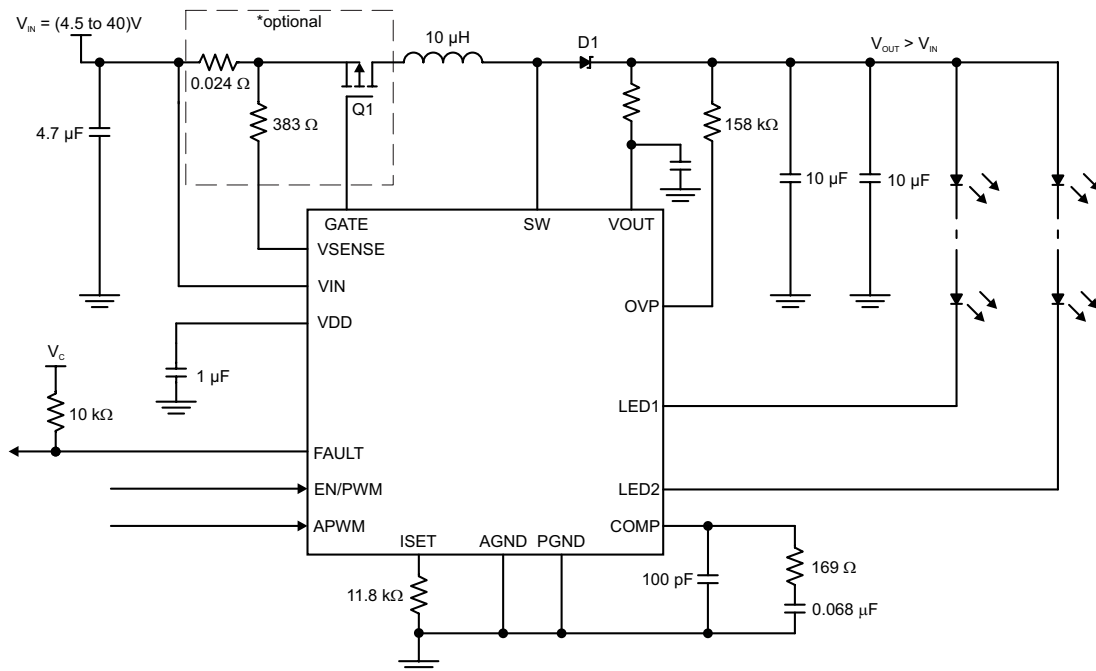 V_IN = (4.5 to 40)V
*optional
10 µH
D1
V_OUT > V_IN
0.024 Ω
Q1
4.7 µF
383 Ω
158 kΩ
10 µF
10 µF
GATE
SW
VOUT
VSENSE
VIN
OVP
VDD
V_C
1 µF
10 kΩ
LED1
FAULT
EN/PWM
LED2
APWM
COMP
ISET
AGND
PGND
11.8 kΩ
100 pF
169 Ω
0.068 µF